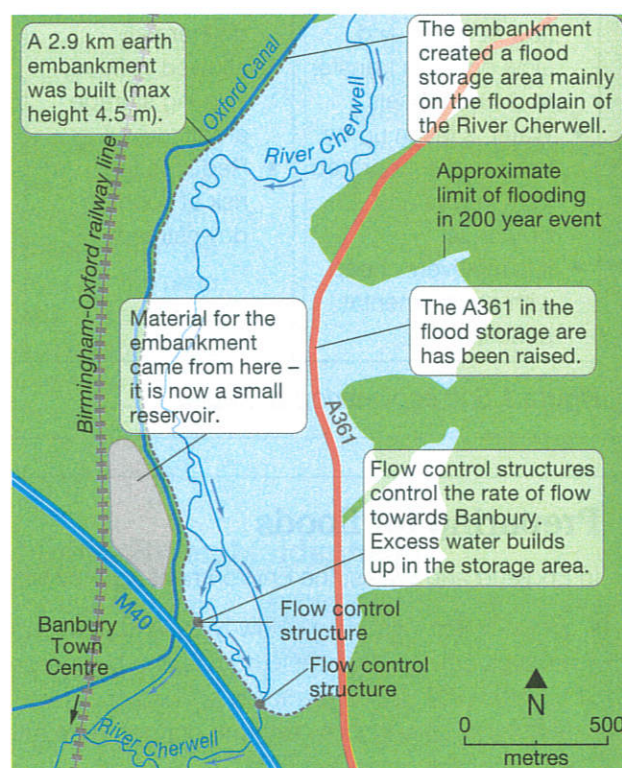 A 2.9 km earth
embankment
was built (max
height 4.5 m).
Oxford Canal
The embankment
created a flood
storage area mainly
on the floodplain of
the River Cherwell.
River Cherwell
Birmingham-Oxford railway line
Approximate
limit of flooding
in 200 year event
Material for the
embankment
came from here –
it is now a small
reservoir.
The A361 in the
flood storage are
has been raised.
A361
Flow control structures
control the rate of flow
towards Banbury.
Excess water builds
up in the storage area.
M40
Banbury
Town
Centre
Flow control
structure
Flow control
structure
River Cherwell
N
0 500
metres